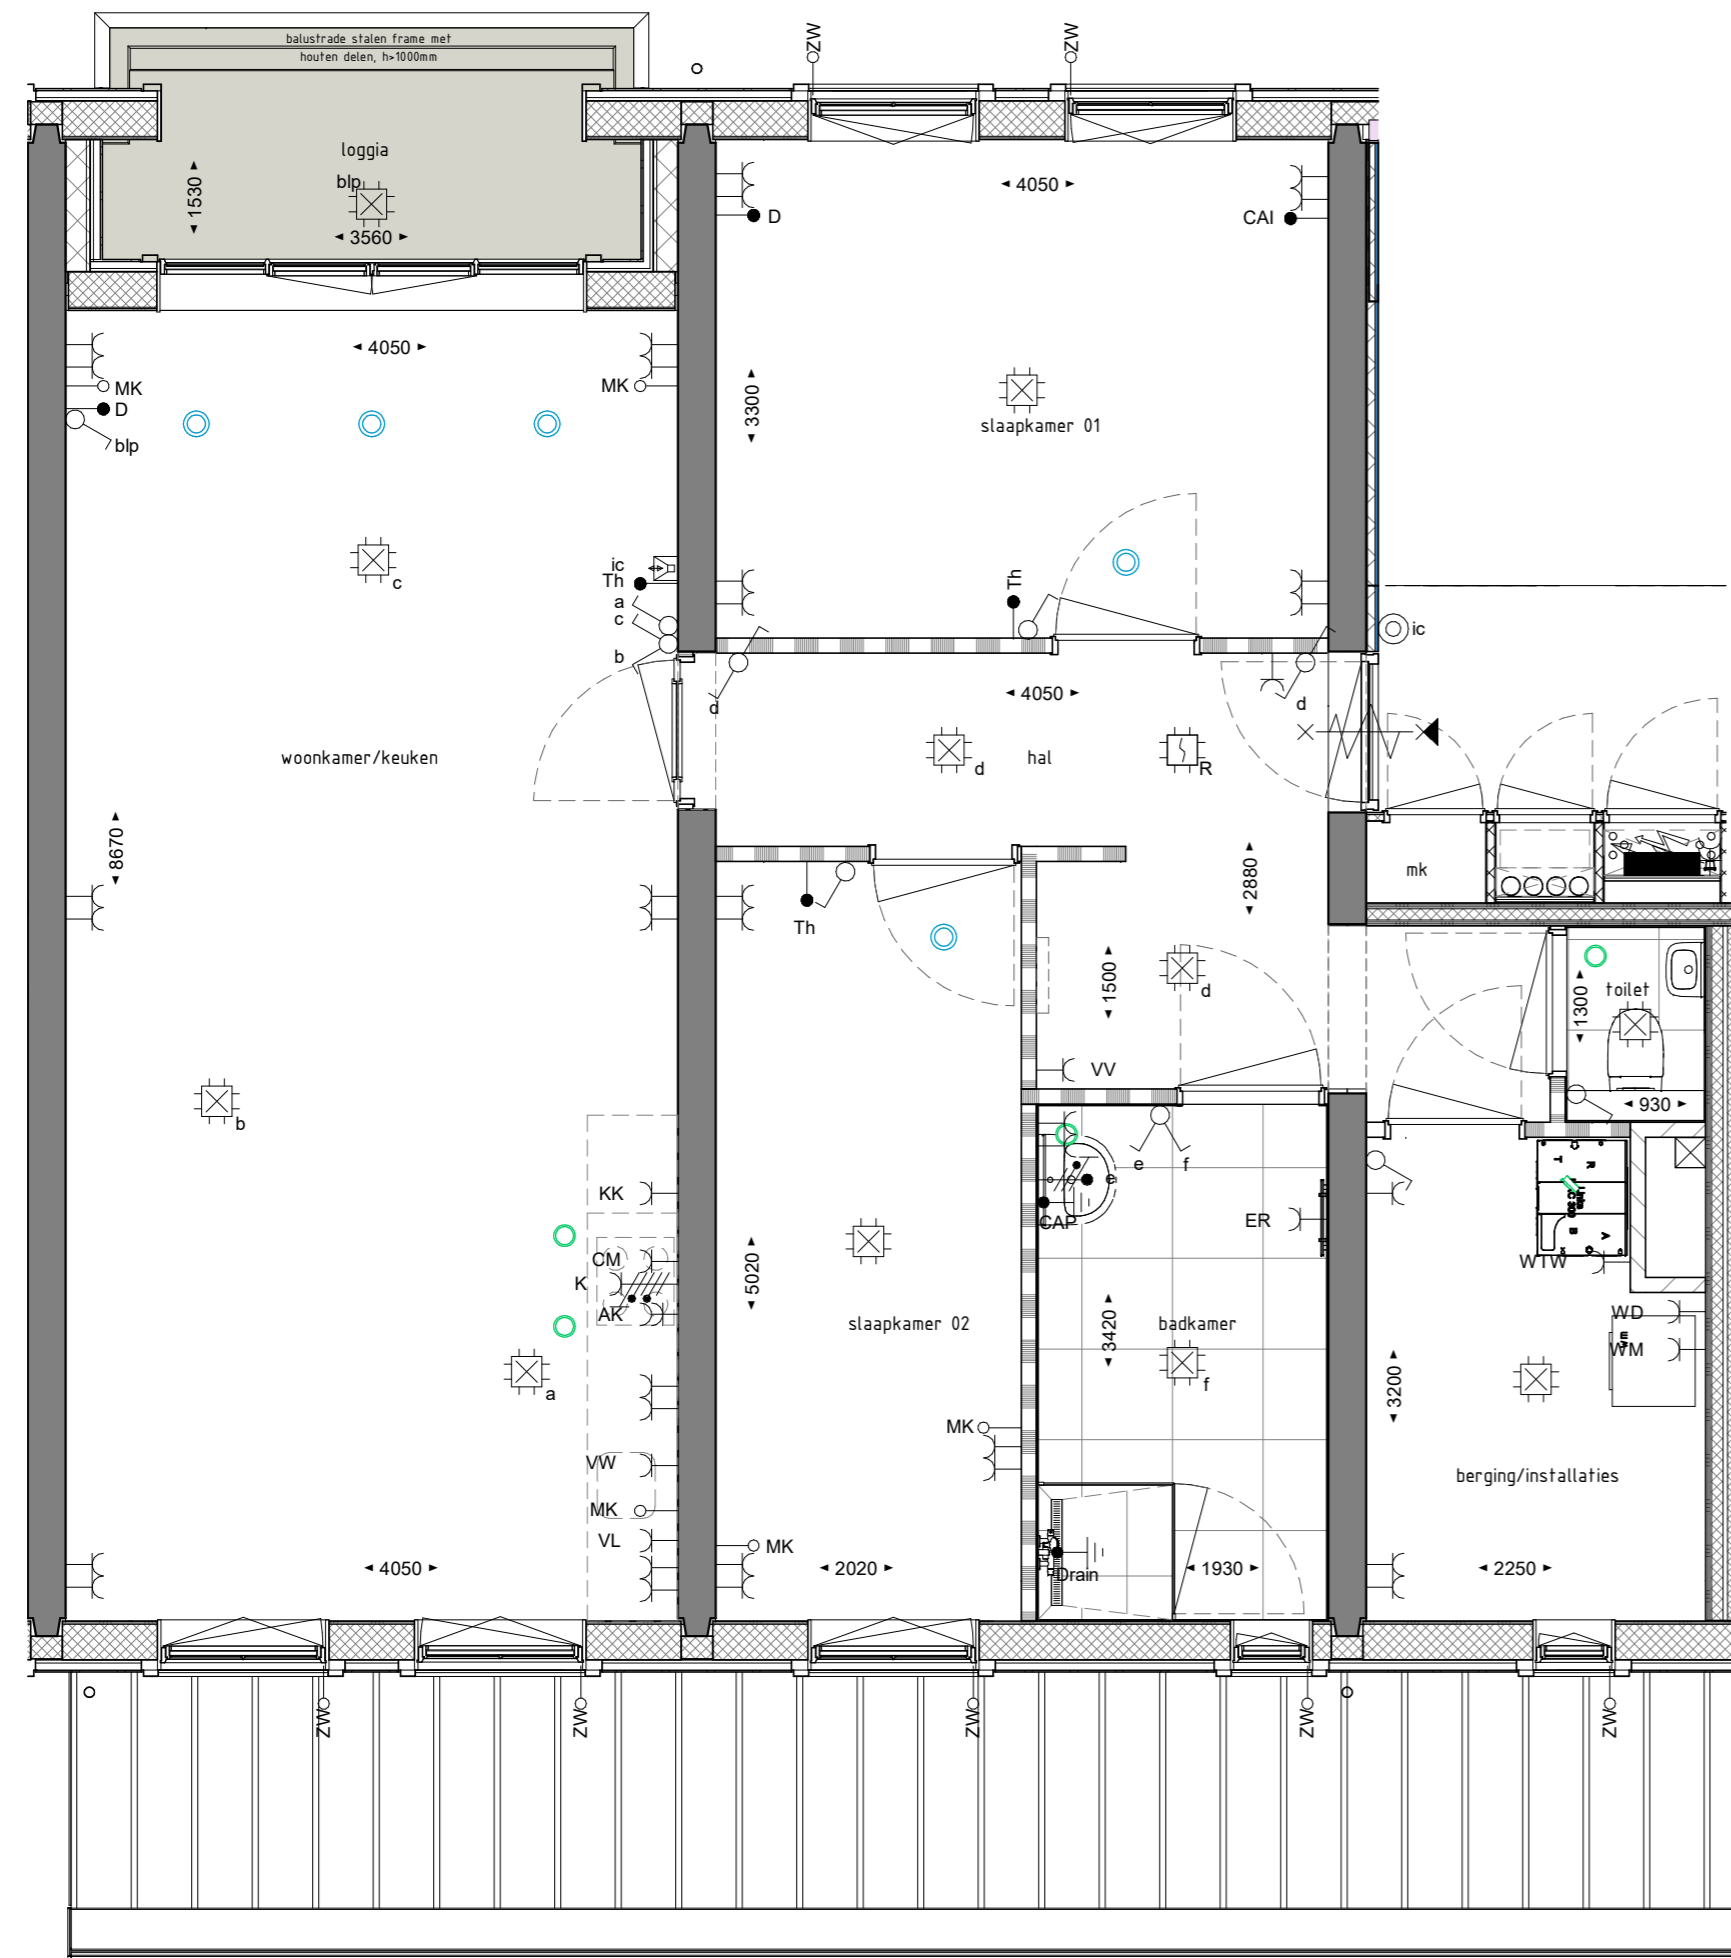 balustrade stalen frame met
houten delen, h>1000mm
ZW
ZW
loggia
blp
1530
3560
4050
D
CAI
4050
MK
D
blp
MK
3300
slaapkamer 01
c
ic
Th
a
c
b
Th
ic
d
4050
d
woonkamer/keuken
d
hal
R
8670
2880
mk
Th
1500
d
1300
toilet
VV
930
b
e
f
KK
CAP
ER
T
R
B
A
WTW
CM
K
AK
5020
slaapkamer 02
3420
badkamer
f
WD
WM
3200
a
MK
VW
MK
VL
berging/installaties
MK
4050
2020
Drain
1930
2250
ZW
ZW
ZW
ZW
ZW